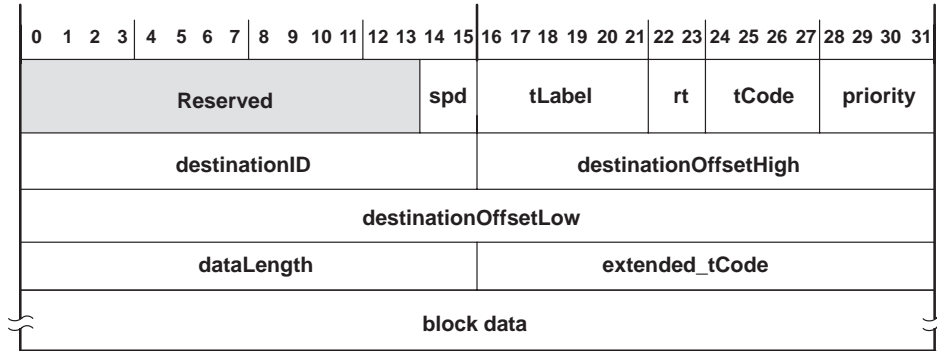 0 1 2 3 4 5 6 7 8 9 10 11 12 13 14 15 16 17 18 19 20 21 22 23 24 25 26 27 28 29 30 31
Reserved spd tLabel rt tCode priority
destinationID destinationOffsetHigh
destinationOffsetLow
dataLength extended_tCode
block data